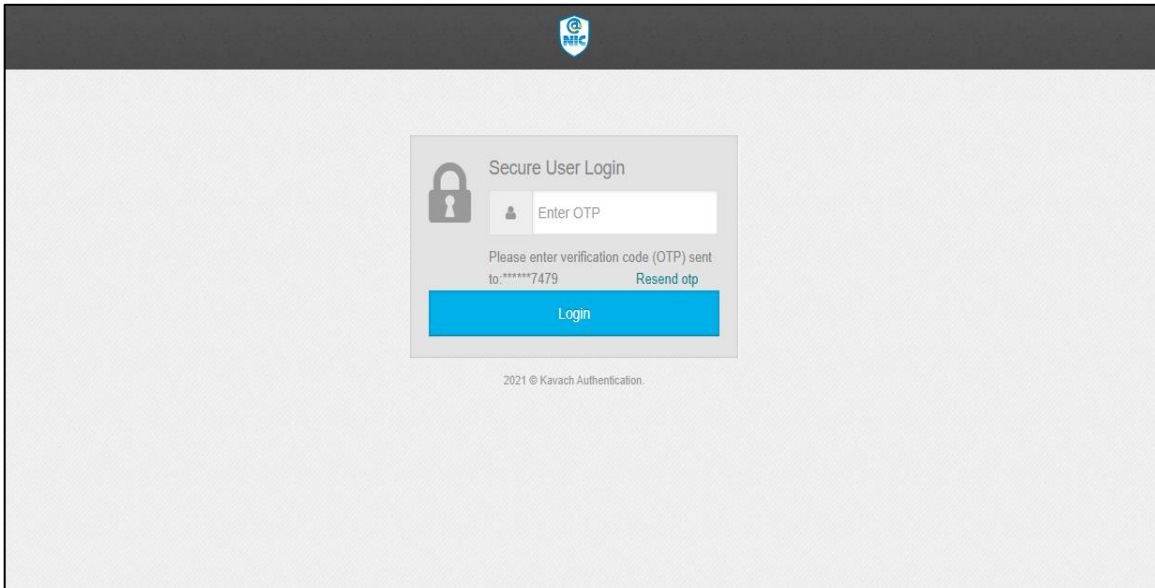 @
NIC
Secure User Login
Enter OTP
Please enter verification code (OTP) sent
to:******7479 Resend otp
Login
2021 © Kavach Authentication.